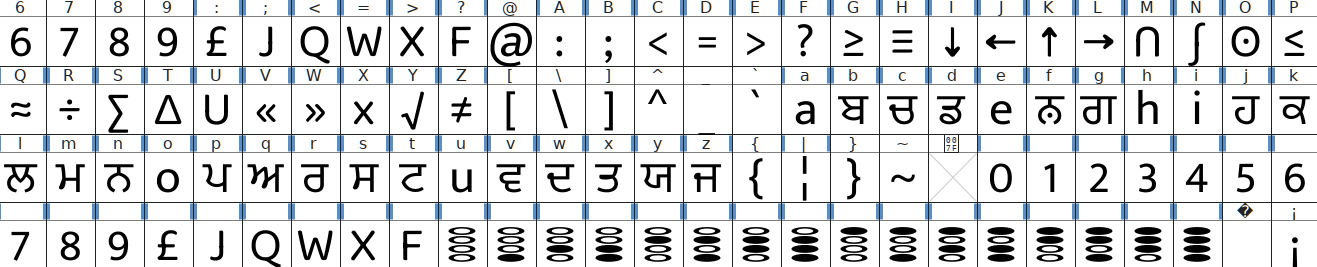 6 7 8 9 : ; < = > ? @ A B C D E F G H I J K L M N O P
6 7 8 9 £ J Q W X F @ : ; < = > ? ≥ ≡ ↓ ← ↑ → ∩ ∫ ʘ ≤
Q R S T U V W X Y Z [ \ ] ^ _ ` a b c d e f g h i j k
≈ ÷ ∑ ∆ U « » x √ ≠ [ \ ] ^ _ ` a ਬ ਚ ਡ e ਨ਼ ਗ h i ਹ ਕ
l m n o p q r s t u v w x y z { | } ~ 007F
ਲ ਮ ਨ o ਪ ਅ ਰ ਸ ਟ u ਵ ਦ ਤ ਯ ਜ { ¦ } ~ 0 1 2 3 4 5 6
� ¡
7 8 9 £ J Q W X F ¡